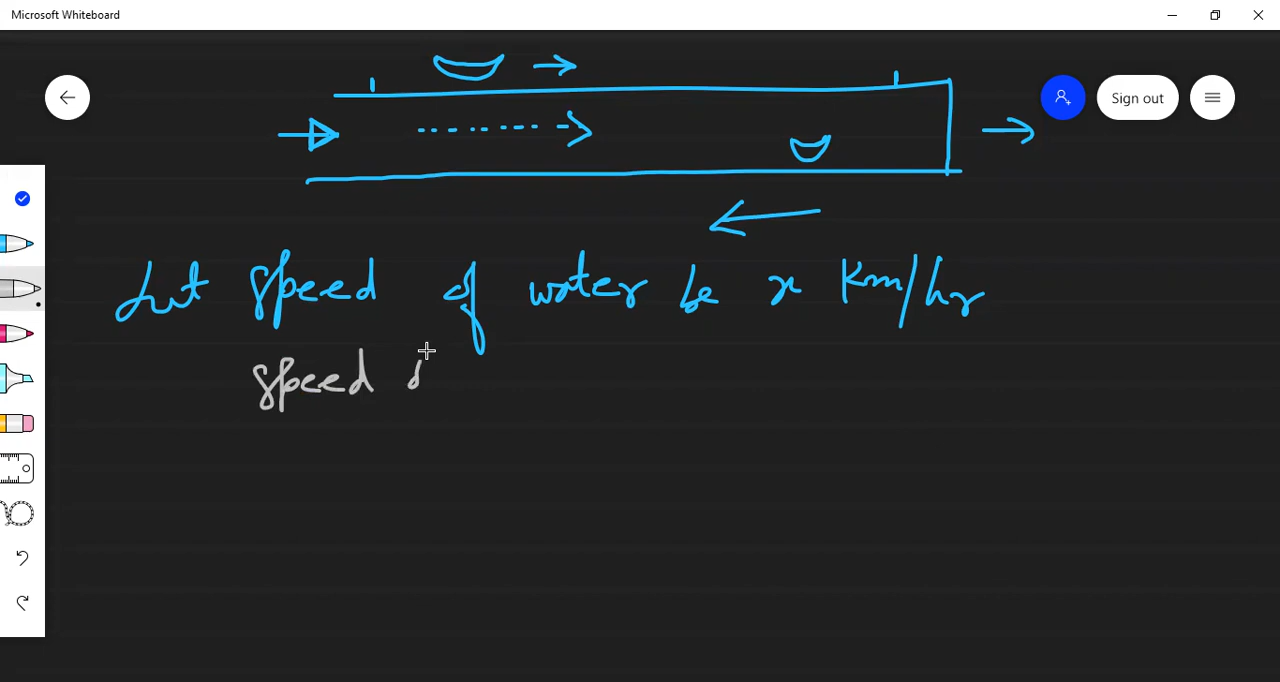 Microsoft Whiteboard
Sign out
Let speed of water be x Km/hr
speed o